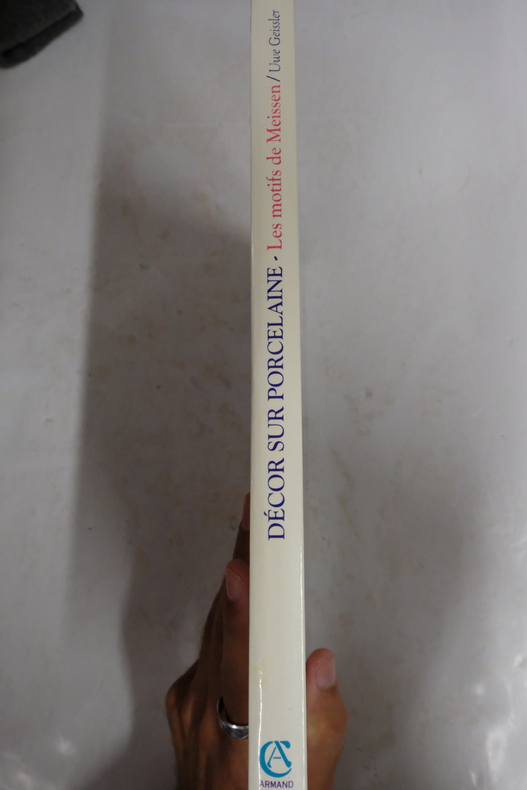 DÉCOR SUR PORCELAINE - Les motifs de Meissen / Uwe Geissler
CA
ARMAND